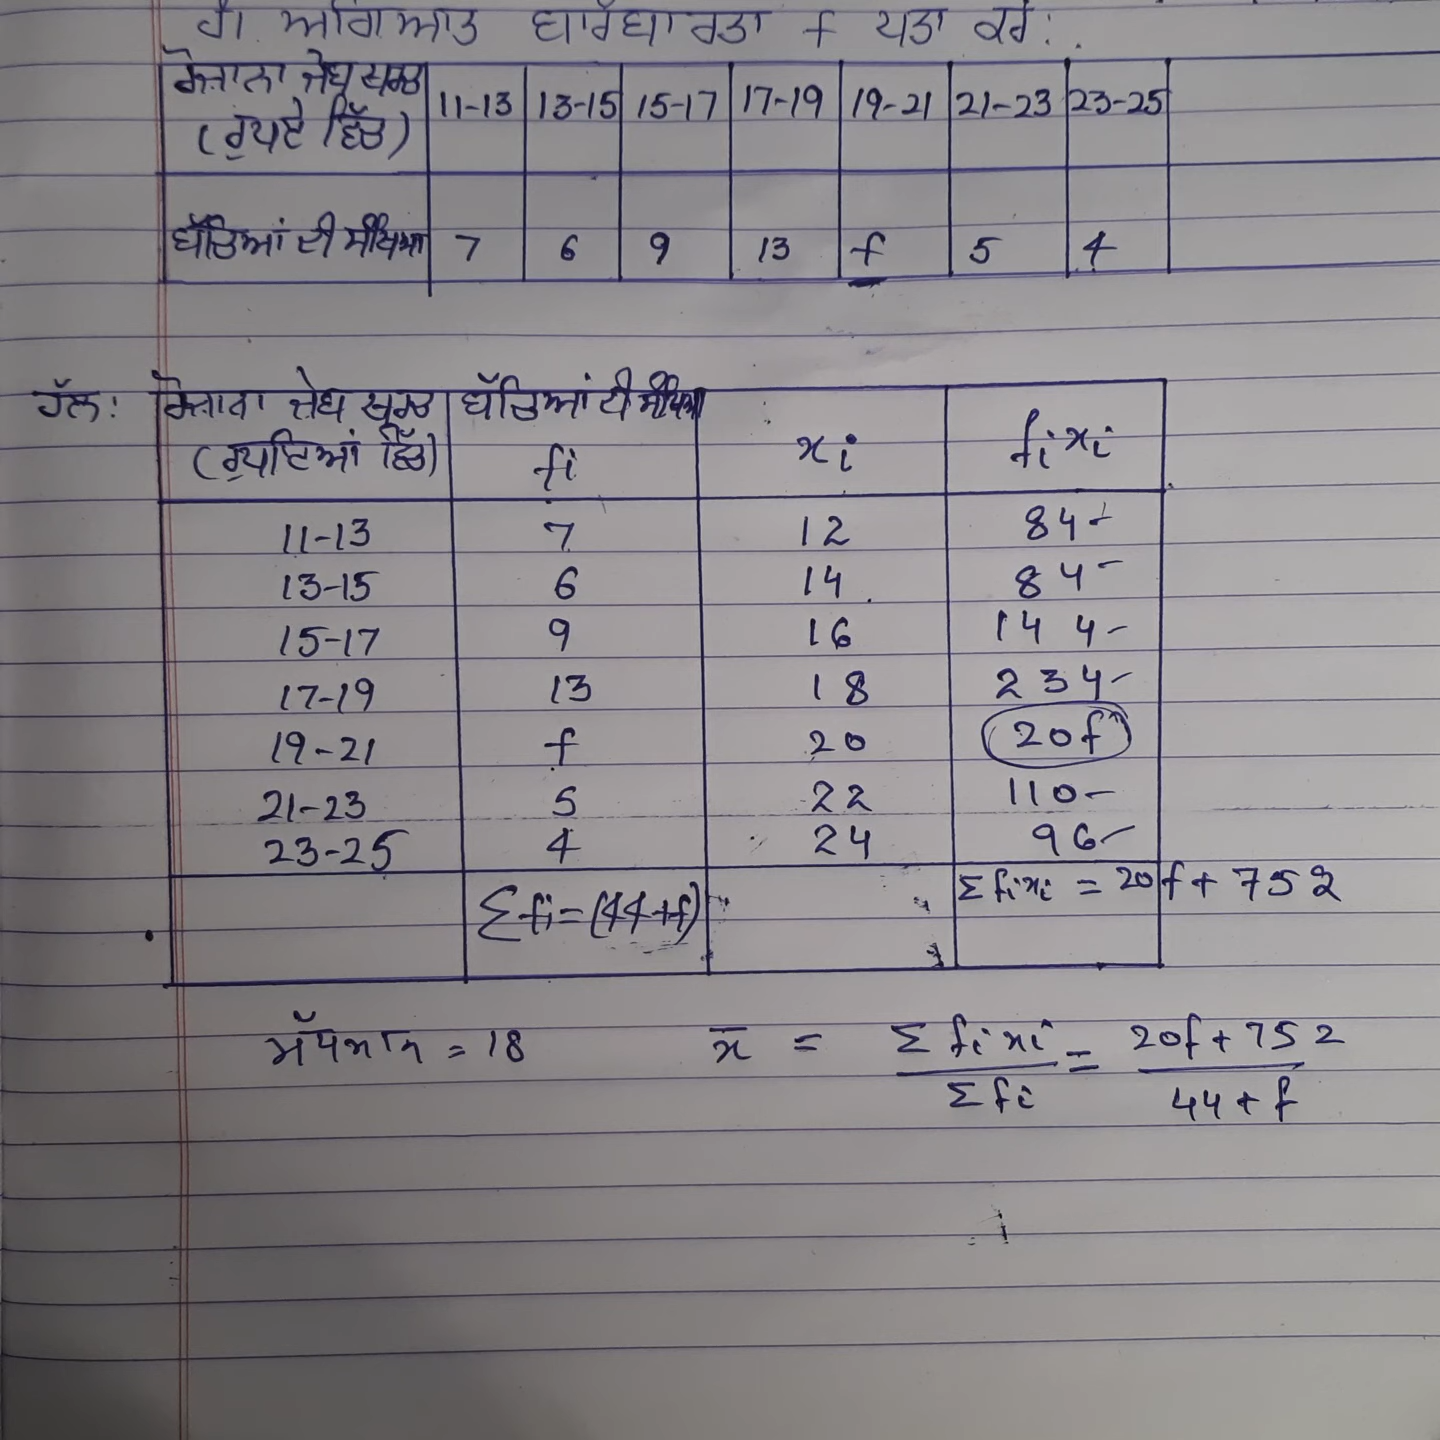 ਹੈ। ਅਗਿਆਤ ਬਾਰੰਬਾਰਤਾ f ਪਤਾ ਕਰੋ:
ਰੋਜ਼ਾਨਾ ਜੇਬ ਖ਼ਰਚ (ਰੁਪਏ ਵਿੱਚ) 11-13 13-15 15-17 17-19 19-21 21-23 23-25
ਬੱਚਿਆਂ ਦੀ ਸੰਖਿਆ 7 6 9 13 f 5 4
ਹੱਲ: ਰੋਜ਼ਾਨਾ ਜੇਬ ਖ਼ਰਚ (ਰੁਪਇਆਂ ਵਿੱਚ) ਬੱਚਿਆਂ ਦੀ ਸੰਖਿਆ fi xi fixi
11-13 7 12 84-
13-15 6 14 84-
15-17 9 16 144-
17-19 13 18 234-
19-21 f 20 20f
21-23 5 22 110-
23-25 4 24 96-
Σfi=(44+f) Σfixi = 20f+752
ਮੱਧਮਾਨ = 18 x̄ = Σfixi / Σfi = 20f+752 / 44+f